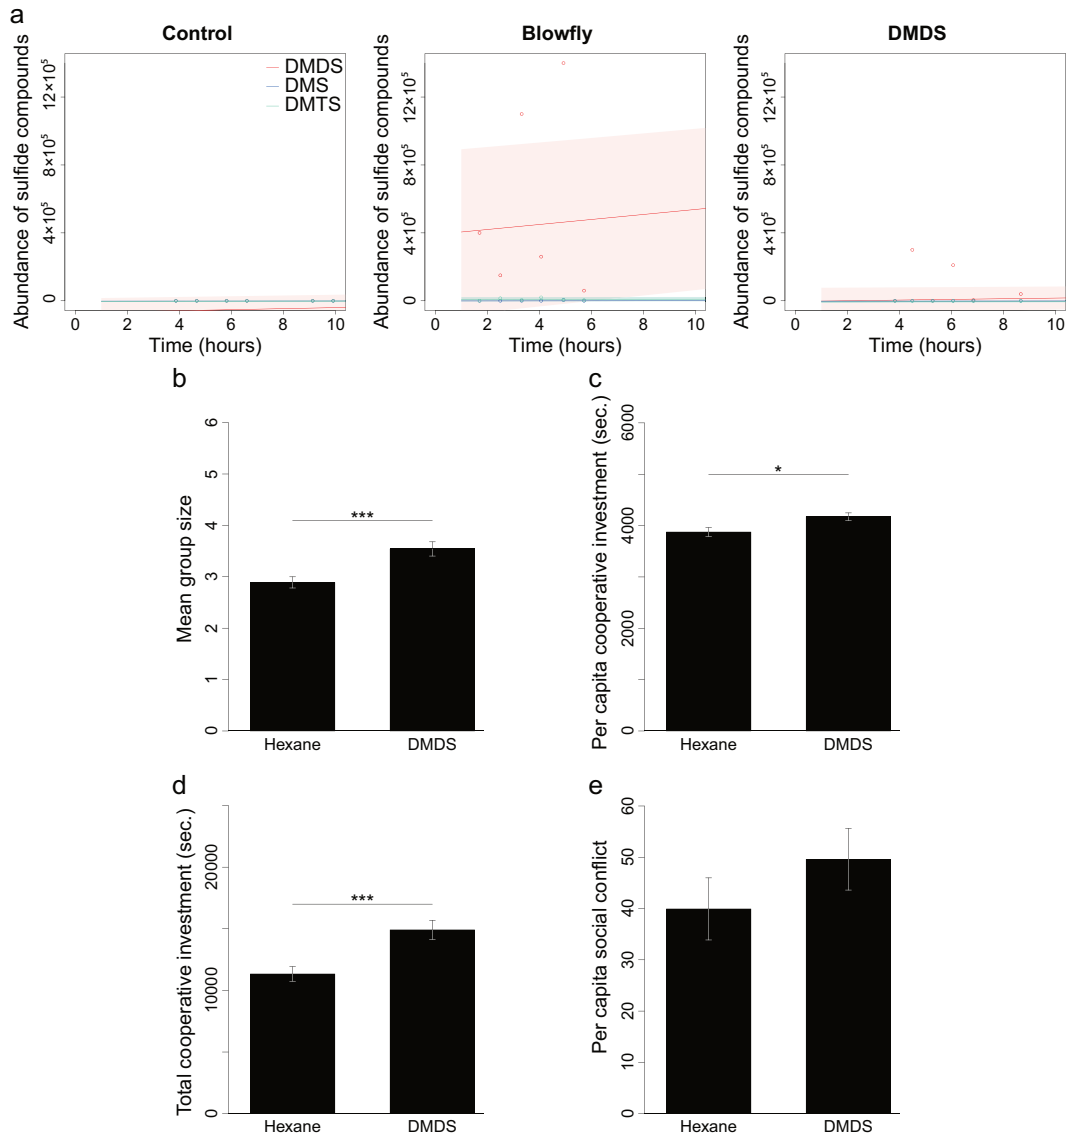 a
Control
Blowfly
DMDS
Abundance of sulfide compounds
0
4×10⁵
8×10⁵
12×10⁵
DMDS
DMS
DMTS
0 2 4 6 8 10
Time (hours)
Abundance of sulfide compounds
0
4×10⁵
8×10⁵
12×10⁵
0 2 4 6 8 10
Time (hours)
Abundance of sulfide compounds
0
4×10⁵
8×10⁵
12×10⁵
0 2 4 6 8 10
Time (hours)
b
Mean group size
0 1 2 3 4 5 6
***
Hexane DMDS
c
Per capita cooperative investment (sec.)
0 2000 4000 6000
*
Hexane DMDS
d
Total cooperative investment (sec.)
0 10000 20000
***
Hexane DMDS
e
Per capita social conflict
0 10 20 30 40 50 60
Hexane DMDS